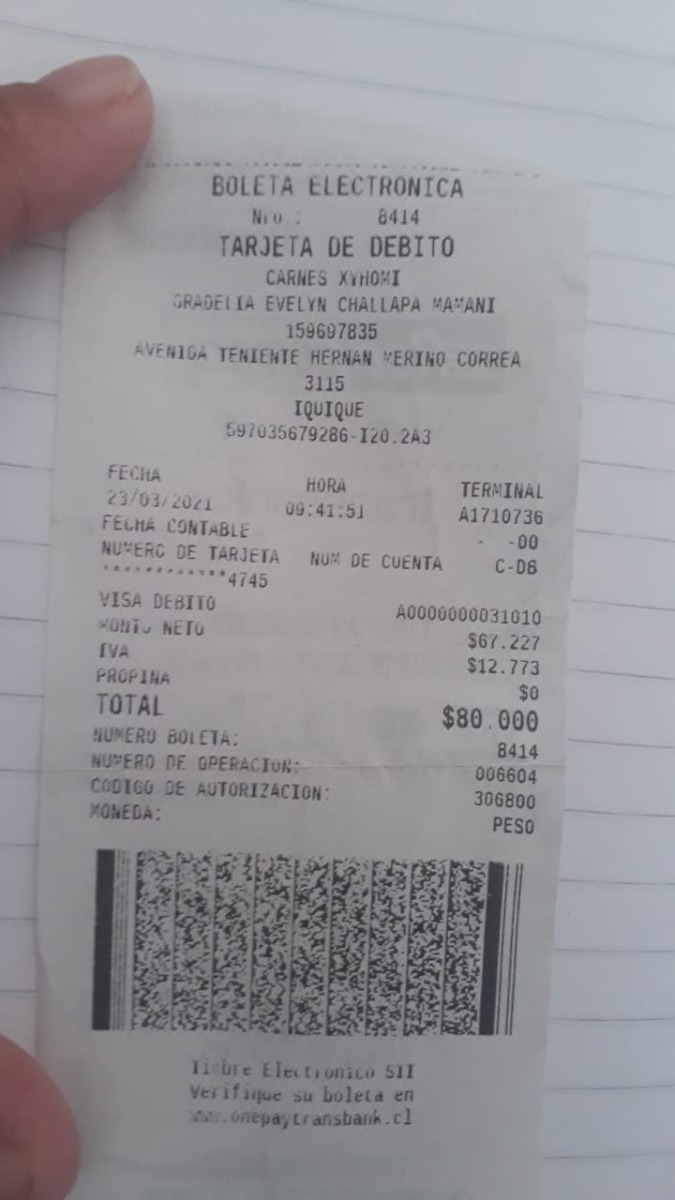 BOLETA ELECTRONICA
Nro.: 8414
TARJETA DE DEBITO
CARNES XYHOMI
GRADELIA EVELYN CHALLAPA MAMANI
159697835
AVENIDA TENIENTE HERNAN MERINO CORREA
3115
IQUIQUE
597035679286-I20.2A3
FECHA HORA TERMINAL
23/03/2021 09:41:51 A1710736
FECHA CONTABLE - -00
NUMERO DE TARJETA NUM DE CUENTA C-DB
************4745
VISA DEBITO A0000000031010
MONTO NETO $67.227
IVA $12.773
PROPINA $0
TOTAL $80.000
NUMERO BOLETA: 8414
NUMERO DE OPERACION: 006604
CODIGO DE AUTORIZACION: 306800
MONEDA: PESO
Timbre Electronico SII
Verifique su boleta en
www.onepaytransbank.cl